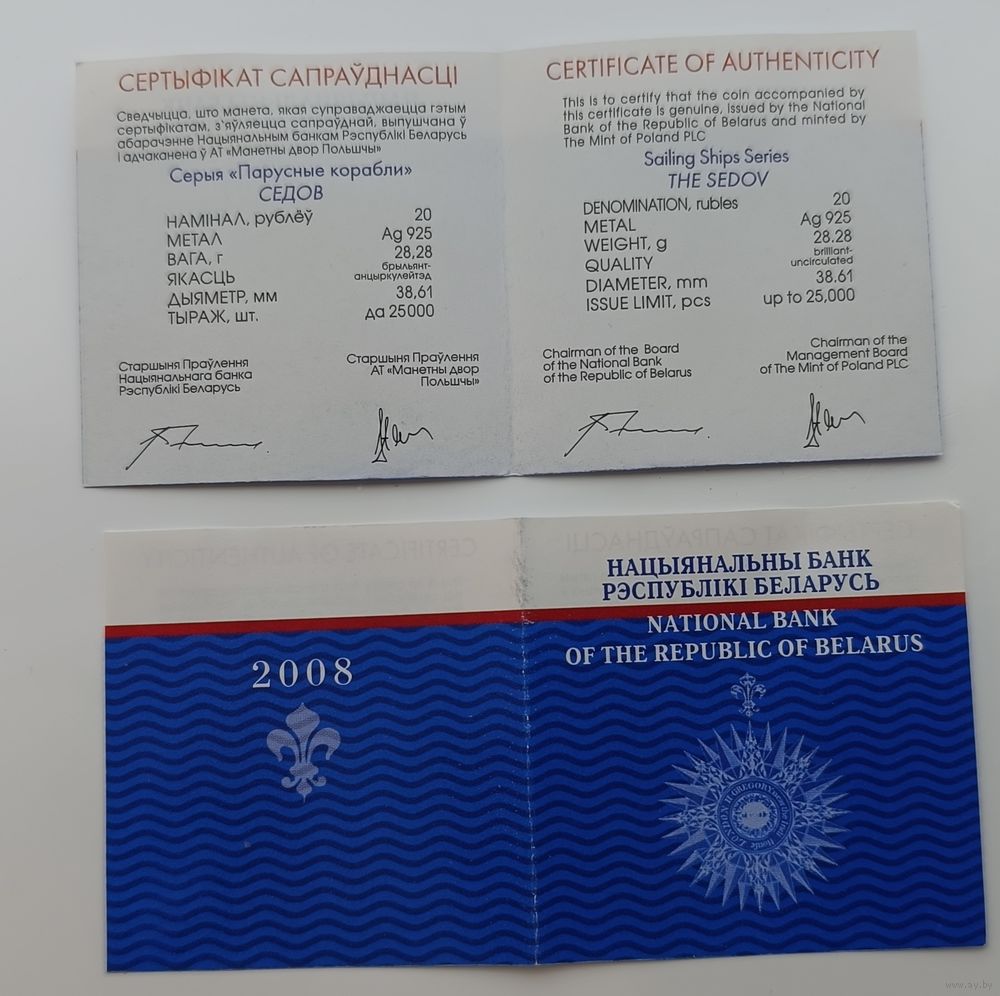 СЕРТЫФІКАТ САПРАЎДНАСЦІ
Сведчыцца, што манета, якая суправаджаецца гэтым
сертыфікатам, з'яўляецца сапраўднай, выпушчана ў
абарачэнне Нацыянальным банкам Рэспублікі Беларусь
і адчаканена ў АТ «Манетны двор Польшчы»
Серыя «Парусные корабли»
СЕДОВ
НАМІНАЛ, рублёў 20
МЕТАЛ Ag 925
ВАГА, г 28,28
ЯКАСЦЬ брыльянт-
анцыркулейтэд
ДЫЯМЕТР, мм 38,61
ТЫРАЖ, шт. да 25000
Старшыня Праўлення
Нацыянальнага банка
Рэспублікі Беларусь
Старшыня Праўлення
АТ «Манетны двор
Польшчы»
CERTIFICATE OF AUTHENTICITY
This is to certify that the coin accompanied by
this certificate is genuine, issued by the National
Bank of the Republic of Belarus and minted by
The Mint of Poland PLC
Sailing Ships Series
THE SEDOV
DENOMINATION, rubles 20
METAL Ag 925
WEIGHT, g 28.28
QUALITY brilliant-
uncirculated
DIAMETER, mm 38.61
ISSUE LIMIT, pcs up to 25,000
Chairman of the Board
of the National Bank
of the Republic of Belarus
Chairman of the
Management Board
of The Mint of Poland PLC
2008
НАЦЫЯНАЛЬНЫ БАНК
РЭСПУБЛІКІ БЕЛАРУСЬ
NATIONAL BANK
OF THE REPUBLIC OF BELARUS
www.ay.by